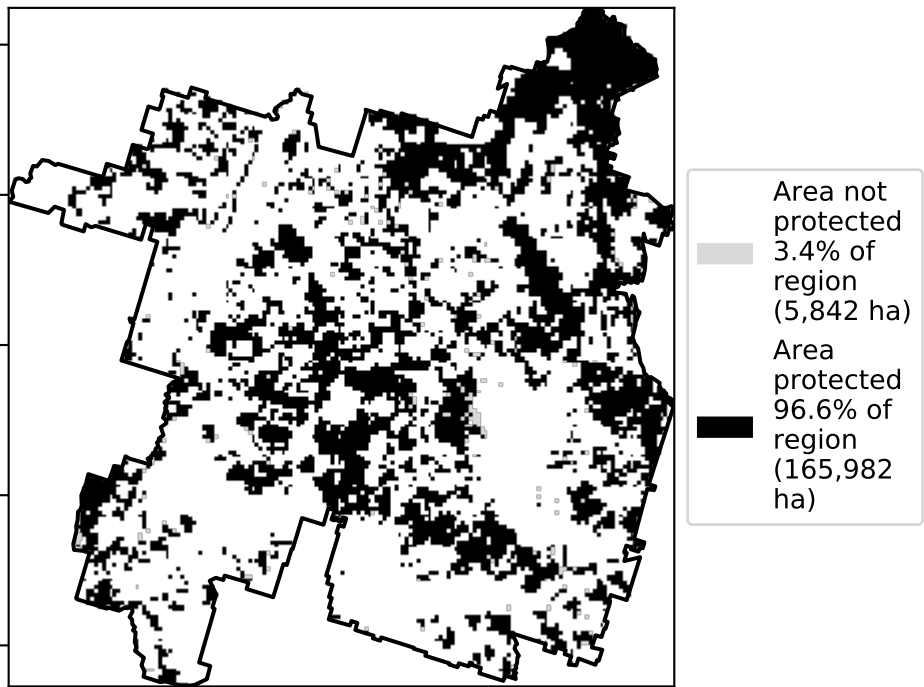 Area not
protected
3.4% of
region
(5,842 ha)
Area
protected
96.6% of
region
(165,982
ha)